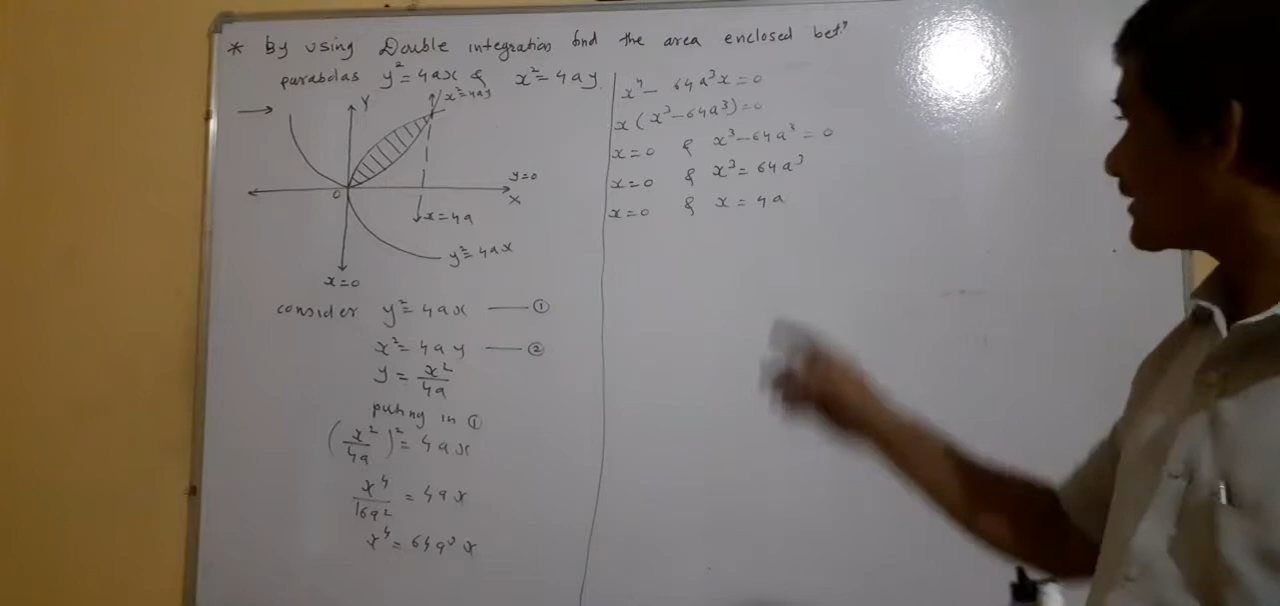 * By using Double integration find the area enclosed betⁿ
parabolas y² = 4ax & x² = 4ay
Y
x² = 4ay
y=0
X
O
x = 4a
y² = 4ax
x=0
consider y² = 4ax —— ①
x² = 4ay —— ②
y = x²/4a
puting in ①
(x²/4a)² = 4ax
x⁴/16a² = 4ax
x⁴ = 64a³x
x⁴ - 64a³x = 0
x(x³ - 64a³) = 0
x=0 & x³ - 64a³ = 0
x=0 & x³ = 64a³
x=0 & x = 4a